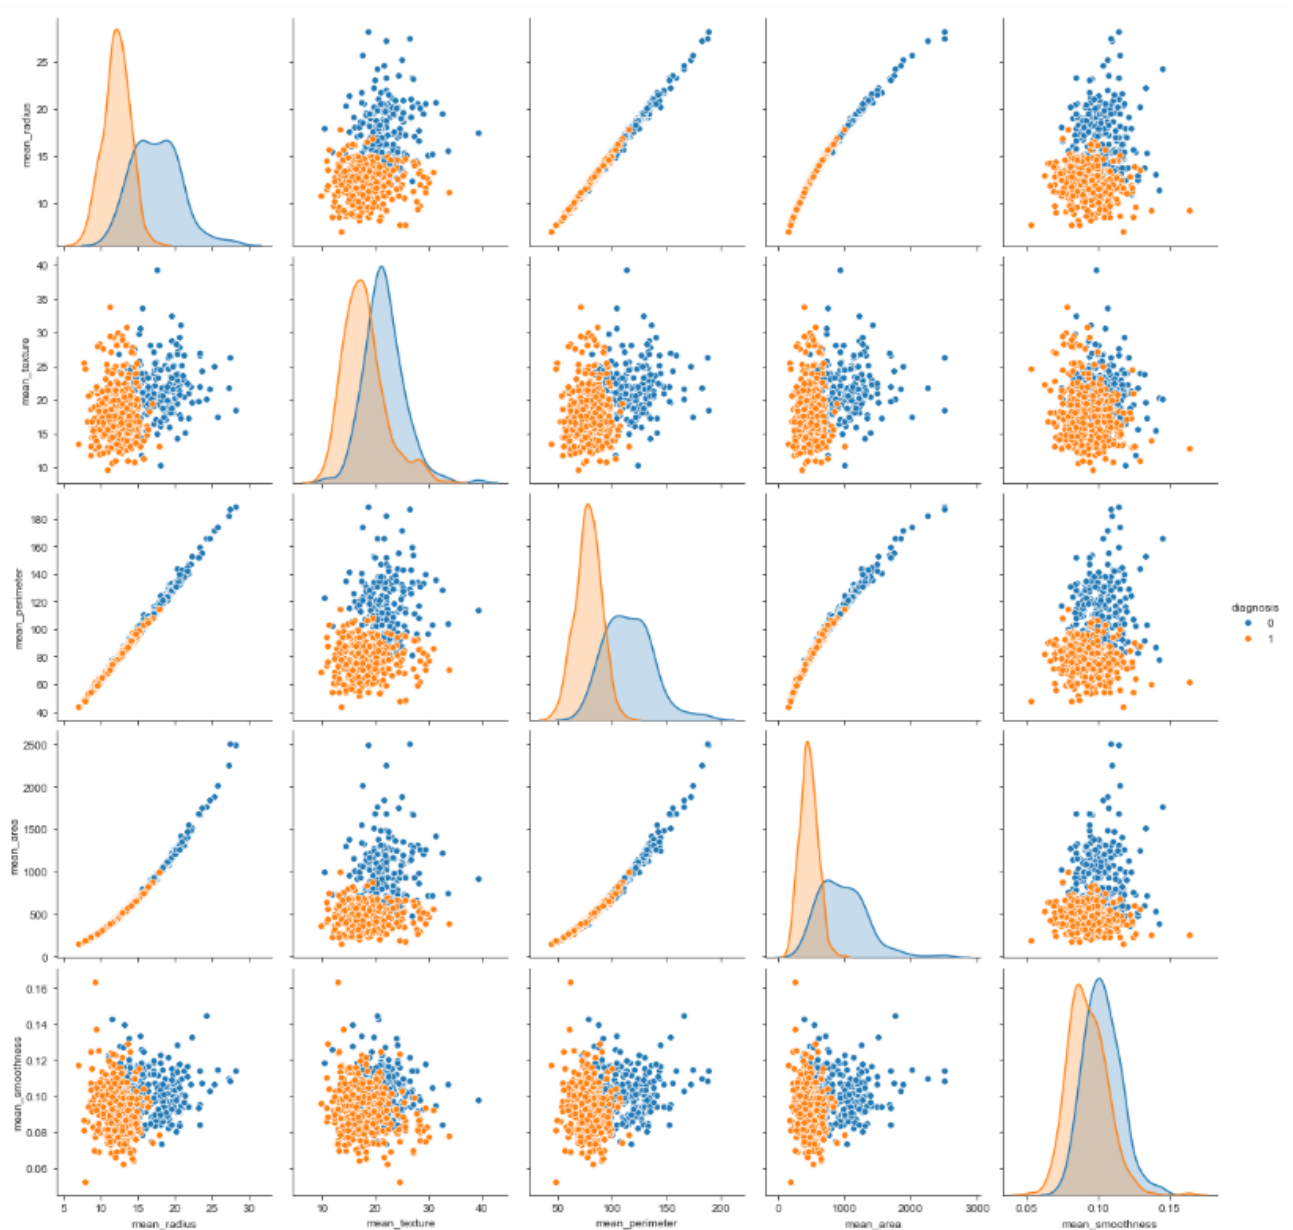 mean_radius
25
20
15
10
mean_texture
40
35
30
25
20
15
10
mean_perimeter
180
160
140
120
100
80
60
40
diagnosis
0
1
mean_area
2500
2000
1500
1000
500
0
mean_smoothness
0.16
0.14
0.12
0.10
0.08
0.06
5 10 15 20 25 30
10 20 30 40
50 100 150 200
0 1000 2000 3000
0.05 0.10 0.15
mean_radius mean_texture mean_perimeter mean_area mean_smoothness